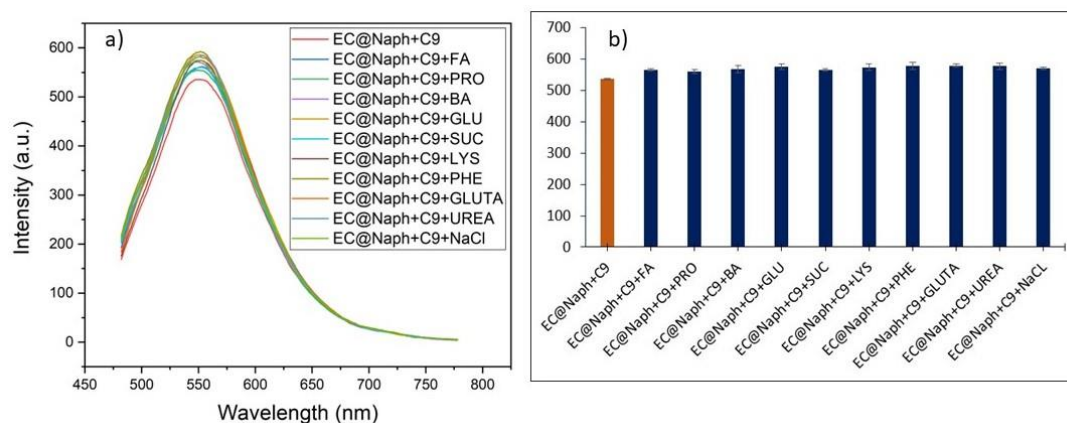 a)
EC@Naph+C9
EC@Naph+C9+FA
EC@Naph+C9+PRO
EC@Naph+C9+BA
EC@Naph+C9+GLU
EC@Naph+C9+SUC
EC@Naph+C9+LYS
EC@Naph+C9+PHE
EC@Naph+C9+GLUTA
EC@Naph+C9+UREA
EC@Naph+C9+NaCl
600
500
400
300
200
100
0
Intensity (a.u.)
450 500 550 600 650 700 750 800
Wavelength (nm)
b)
700
600
500
400
300
200
100
0
EC@Naph+C9
EC@Naph+C9+FA
EC@Naph+C9+PRO
EC@Naph+C9+BA
EC@Naph+C9+GLU
EC@Naph+C9+SUC
EC@Naph+C9+LYS
EC@Naph+C9+PHE
EC@Naph+C9+GLUTA
EC@Naph+C9+UREA
EC@Naph+C9+NaCL